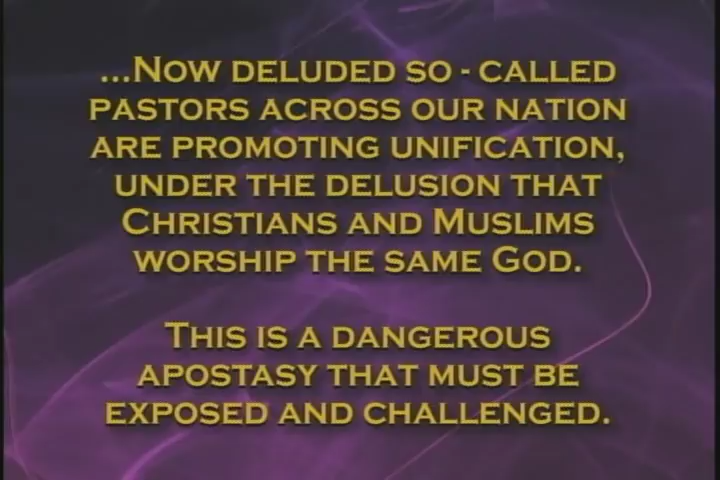 ...Now deluded so - called
pastors across our nation
are promoting unification,
under the delusion that
Christians and Muslims
worship the same God.
This is a dangerous
apostasy that must be
exposed and challenged.